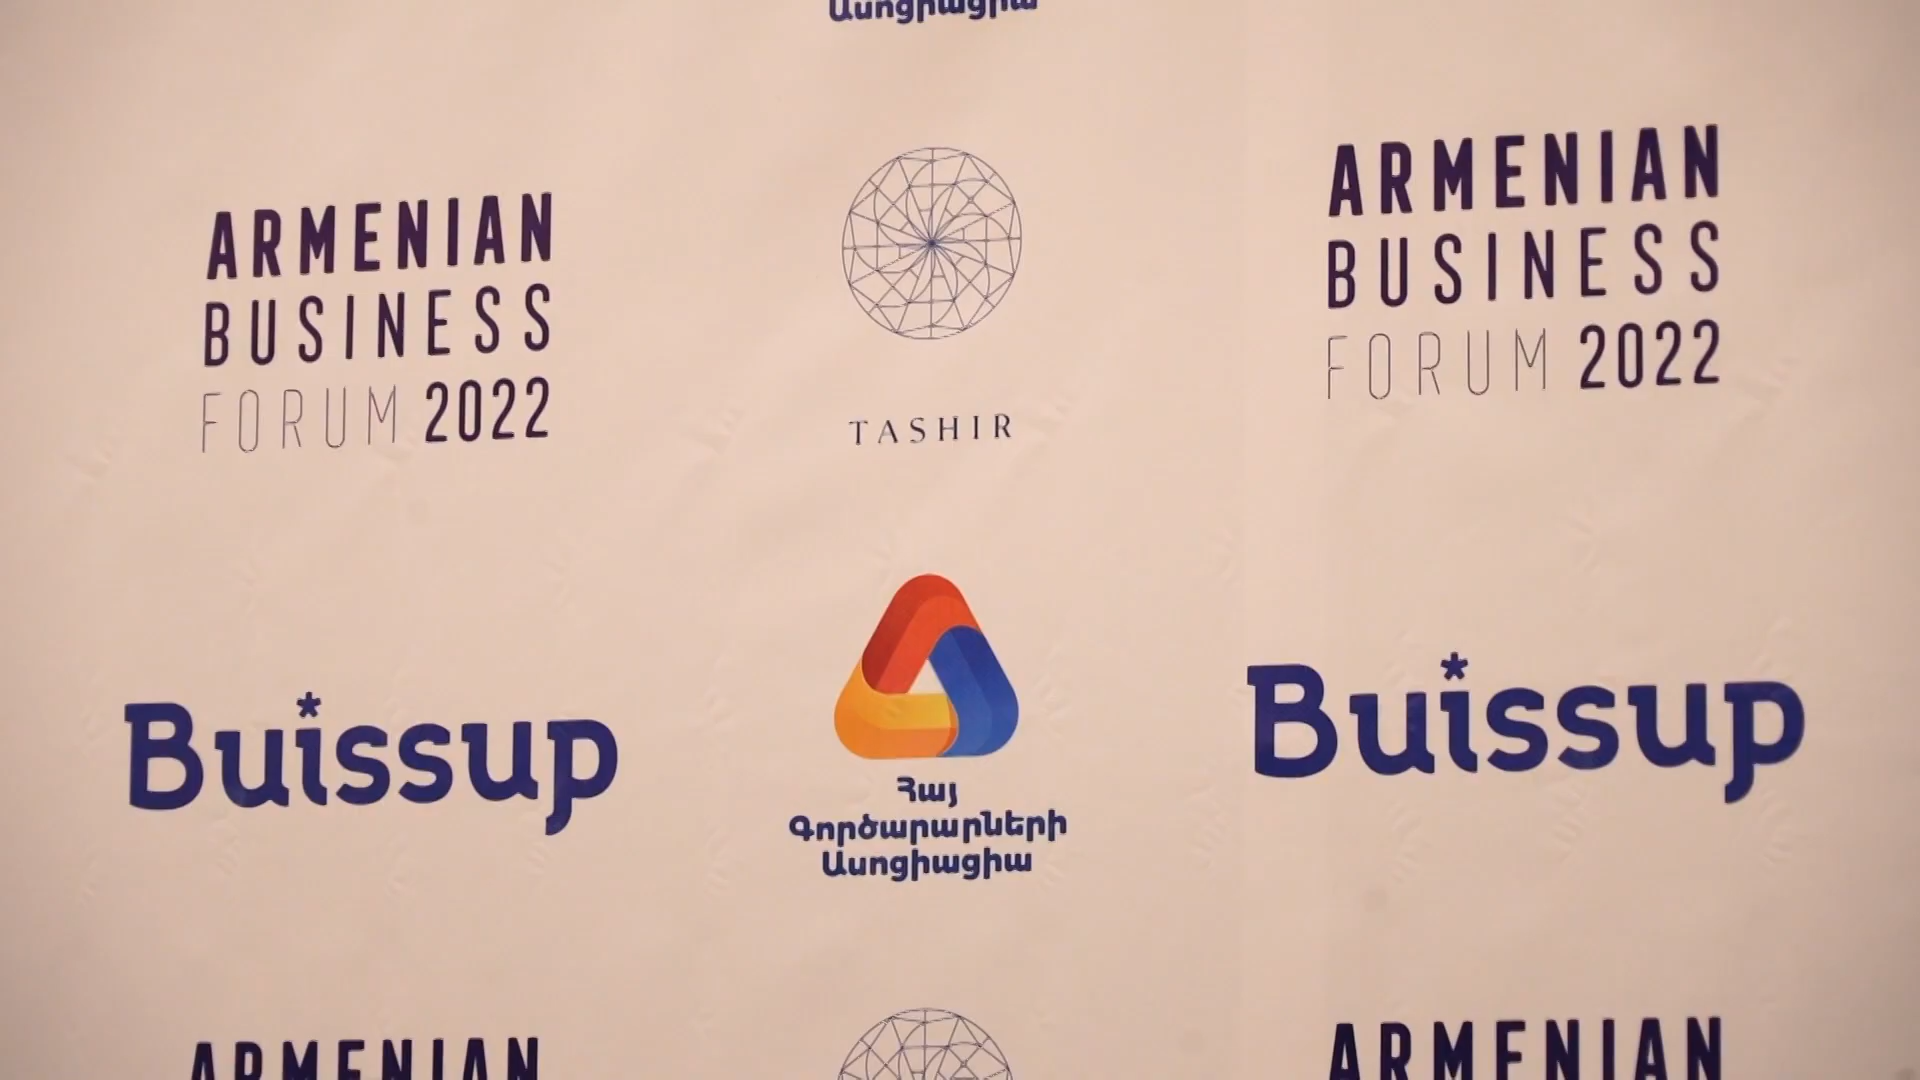 Ասոցիացիա
ARMENIAN
BUSINESS
FORUM 2022
TASHIR
ARMENIAN
BUSINESS
FORUM 2022
Buissup
Հայ
Գործարարների
Ասոցիացիա
Buissup
ARMENIAN
ARMENIAN